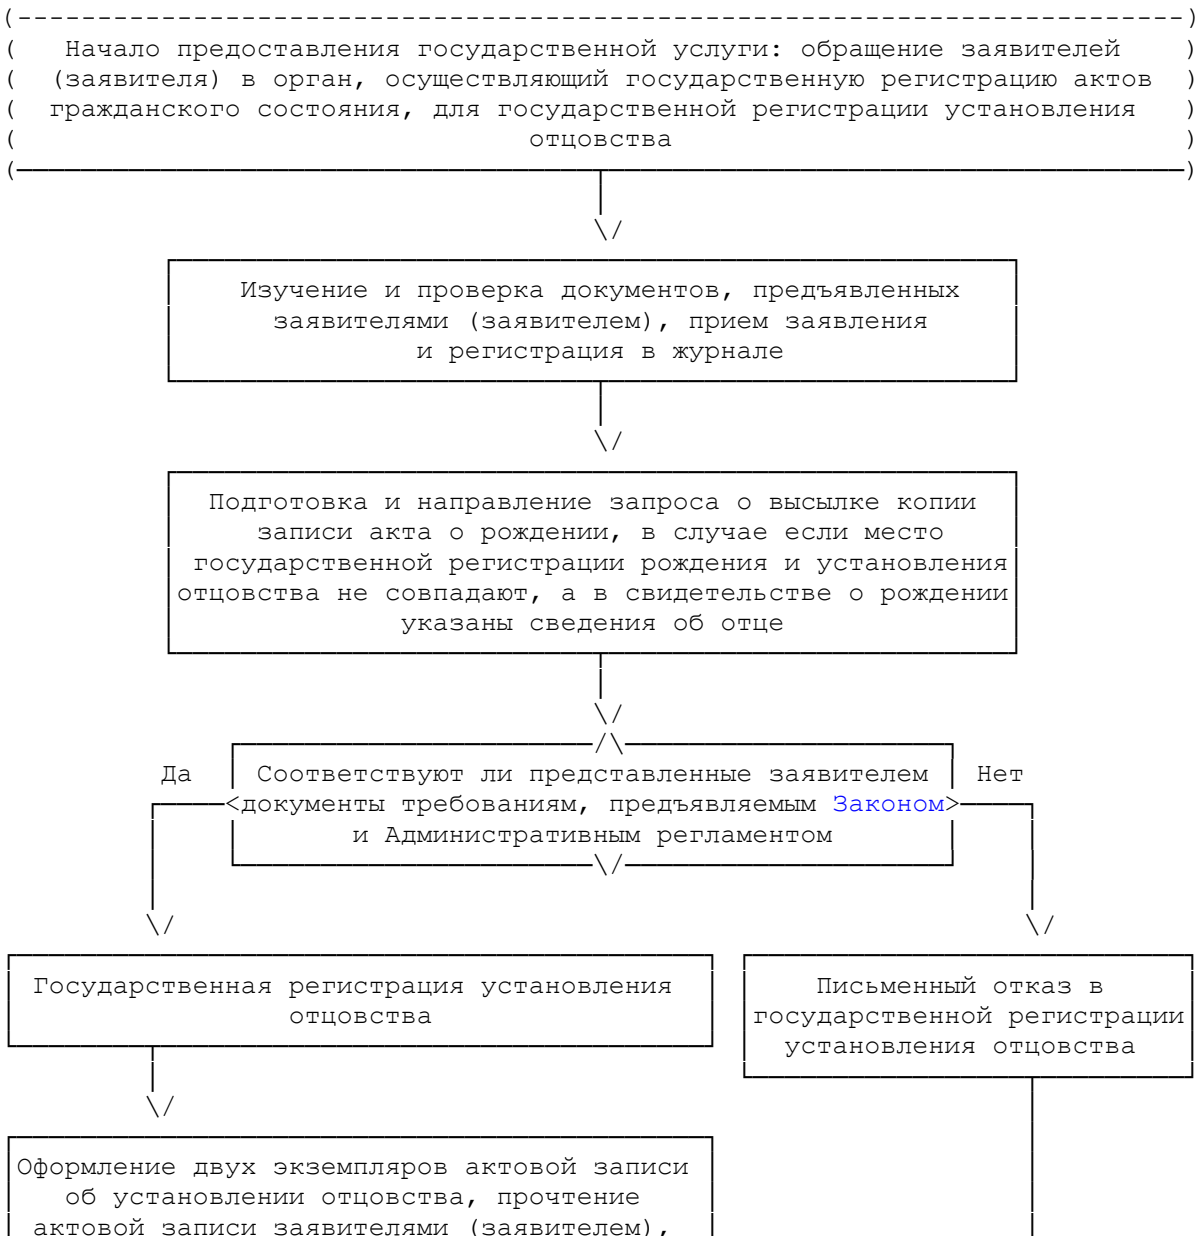 Начало предоставления государственной услуги: обращение заявителей
(заявителя) в орган, осуществляющий государственную регистрацию актов
гражданского состояния, для государственной регистрации установления
отцовства
Изучение и проверка документов, предъявленных
заявителями (заявителем), прием заявления
и регистрация в журнале
Подготовка и направление запроса о высылке копии
записи акта о рождении, в случае если место
государственной регистрации рождения и установления
отцовства не совпадают, а в свидетельстве о рождении
указаны сведения об отце
Да
Соответствуют ли представленные заявителем
документы требованиям, предъявляемым Законом
и Административным регламентом
Нет
Государственная регистрация установления
отцовства
Письменный отказ в
государственной регистрации
установления отцовства
Оформление двух экземпляров актовой записи
об установлении отцовства, прочтение
актовой записи заявителями (заявителем),